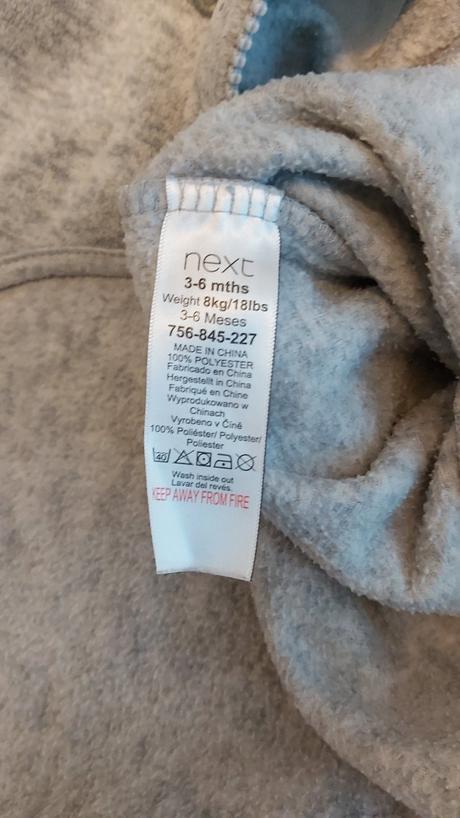 next
3-6 mths
Weight 8kg/18lbs
3-6 Meses
756-845-227
MADE IN CHINA
100% POLYESTER
Fabricado en China
Hergestellt in China
Fabriqué en Chine
Wyprodukowano w
Chinach
Vyrobeno v Číně
100% Poliéster/ Polyester/
Poliester
40
Wash inside out
Lavar del revés.
KEEP AWAY FROM FIRE